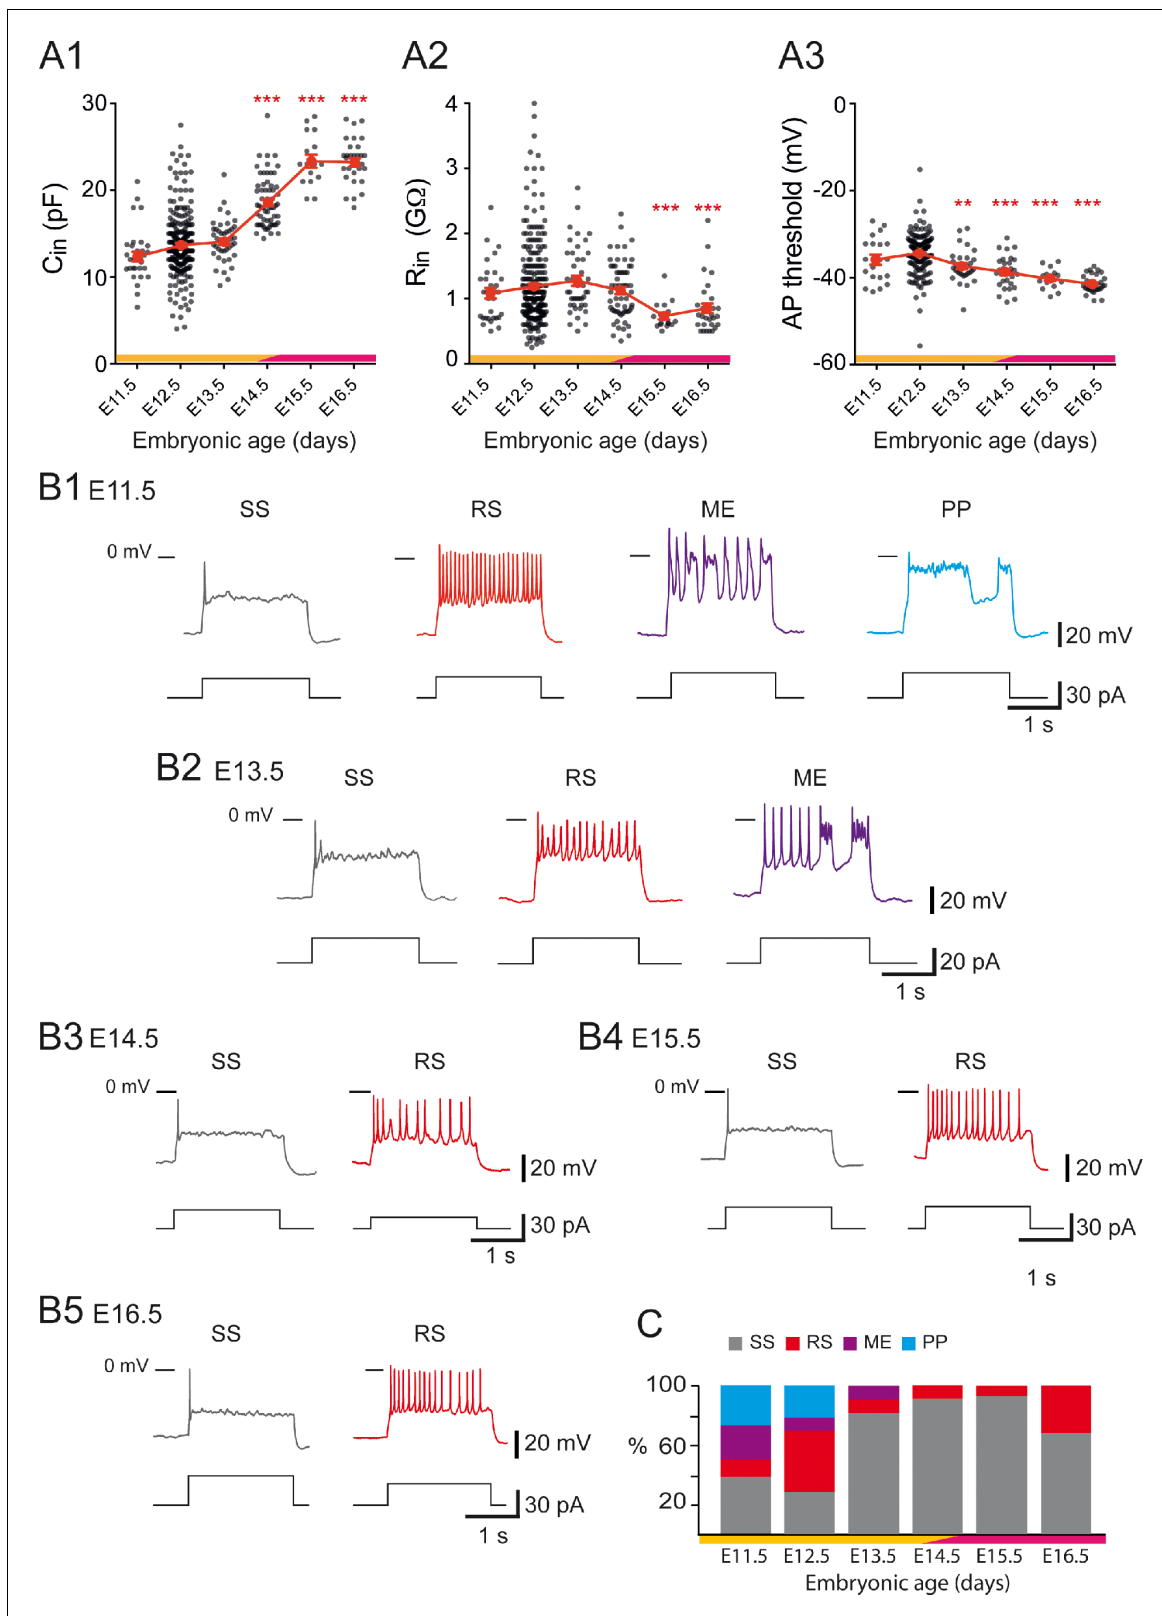 A1
A2
A3
*** *** ***
30
20
10
0
C in (pF)
E11.5 E12.5 E13.5 E14.5 E15.5 E16.5
Embryonic age (days)
*** ***
4
3
2
1
0
R in (GΩ)
E11.5 E12.5 E13.5 E14.5 E15.5 E16.5
Embryonic age (days)
** *** *** ***
0
-20
-40
-60
AP threshold (mV)
E11.5 E12.5 E13.5 E14.5 E15.5 E16.5
Embryonic age (days)
B1 E11.5
SS RS ME PP
0 mV
20 mV
30 pA
1 s
B2 E13.5
SS RS ME
0 mV
20 mV
20 pA
1 s
B3 E14.5
SS RS
0 mV
20 mV
30 pA
1 s
B4 E15.5
SS RS
0 mV
20 mV
30 pA
1 s
B5 E16.5
SS RS
0 mV
20 mV
30 pA
1 s
C
SS RS ME PP
100
% 60
20
E11.5 E12.5 E13.5 E14.5 E15.5 E16.5
Embryonic age (days)